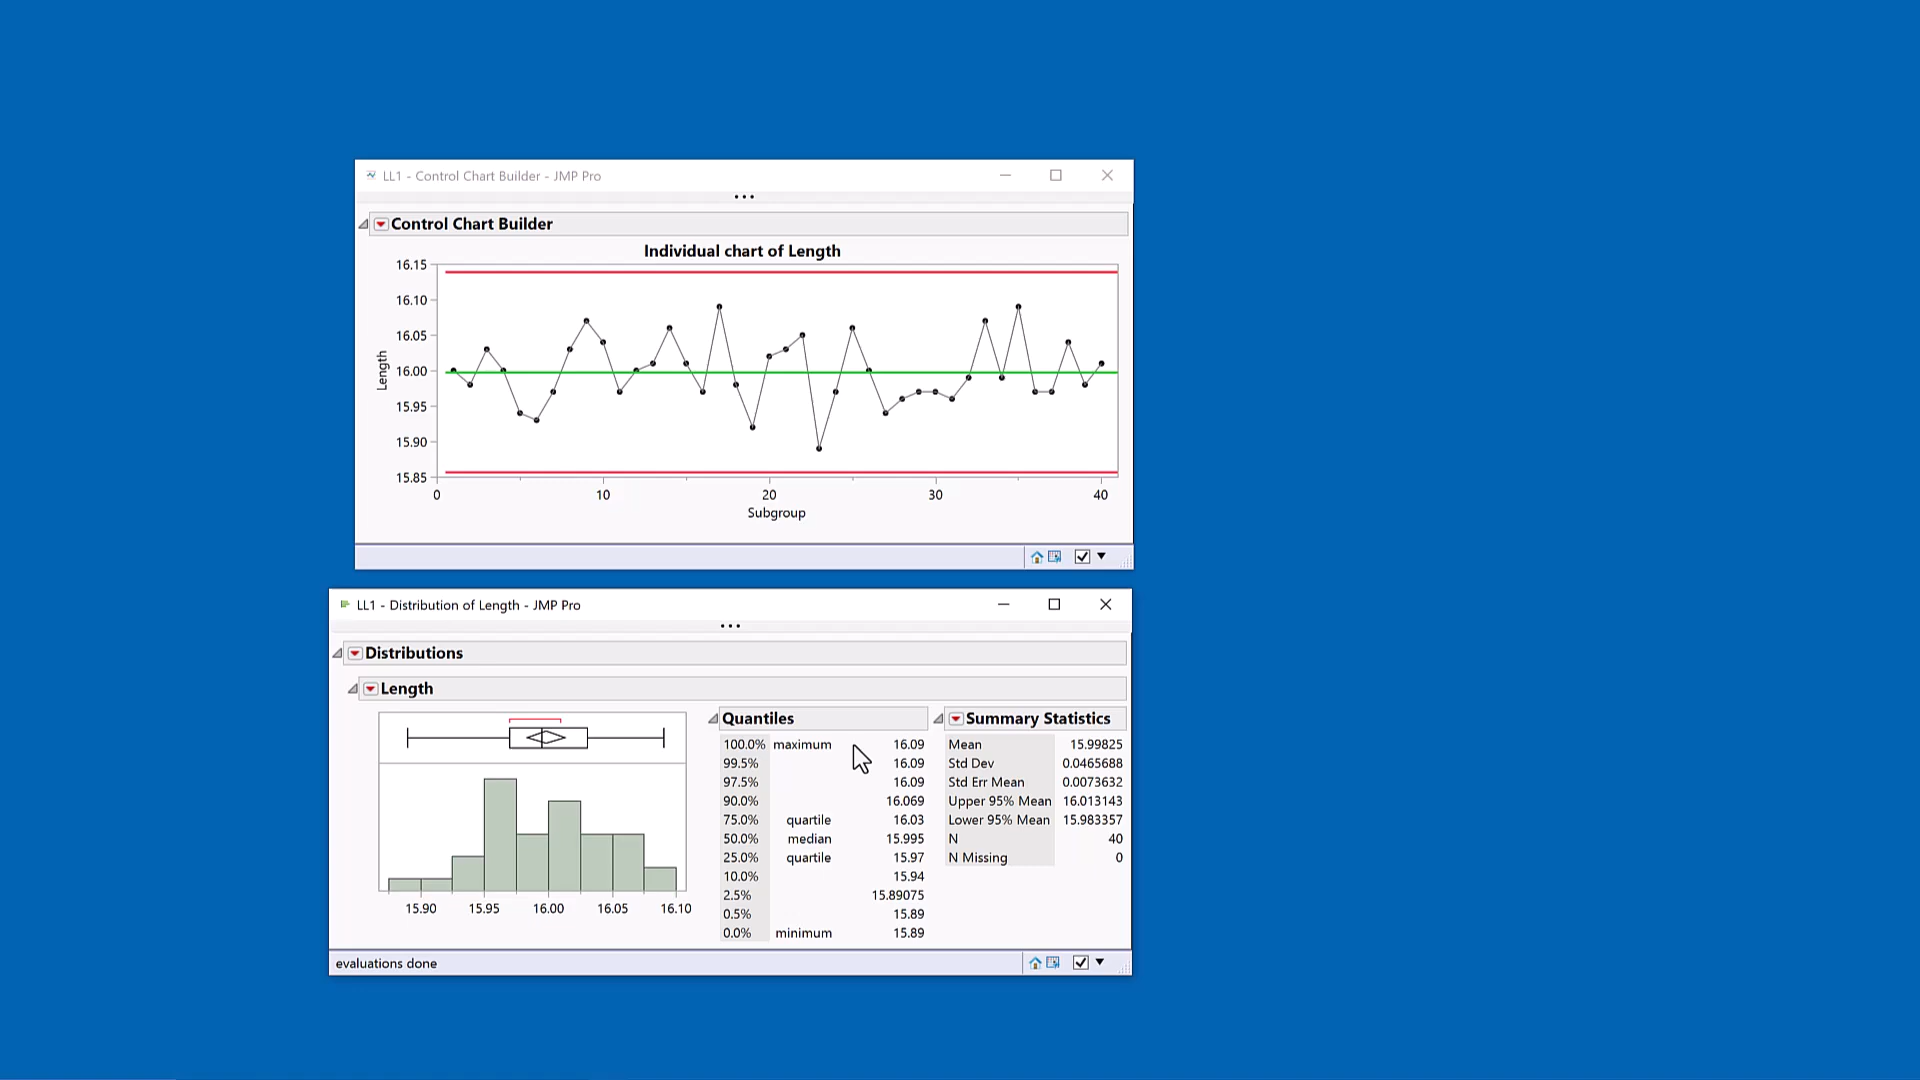 LL1 - Control Chart Builder - JMP Pro
Control Chart Builder
Individual chart of Length
16.15
16.10
16.05
16.00
15.95
15.90
15.85
Length
0 10 20 30 40
Subgroup
LL1 - Distribution of Length - JMP Pro
Distributions
Length
15.90 15.95 16.00 16.05 16.10
Quantiles
100.0% maximum 16.09
99.5% 16.09
97.5% 16.09
90.0% 16.069
75.0% quartile 16.03
50.0% median 15.995
25.0% quartile 15.97
10.0% 15.94
2.5% 15.89075
0.5% 15.89
0.0% minimum 15.89
Summary Statistics
Mean 15.99825
Std Dev 0.0465688
Std Err Mean 0.0073632
Upper 95% Mean 16.013143
Lower 95% Mean 15.983357
N 40
N Missing 0
evaluations done